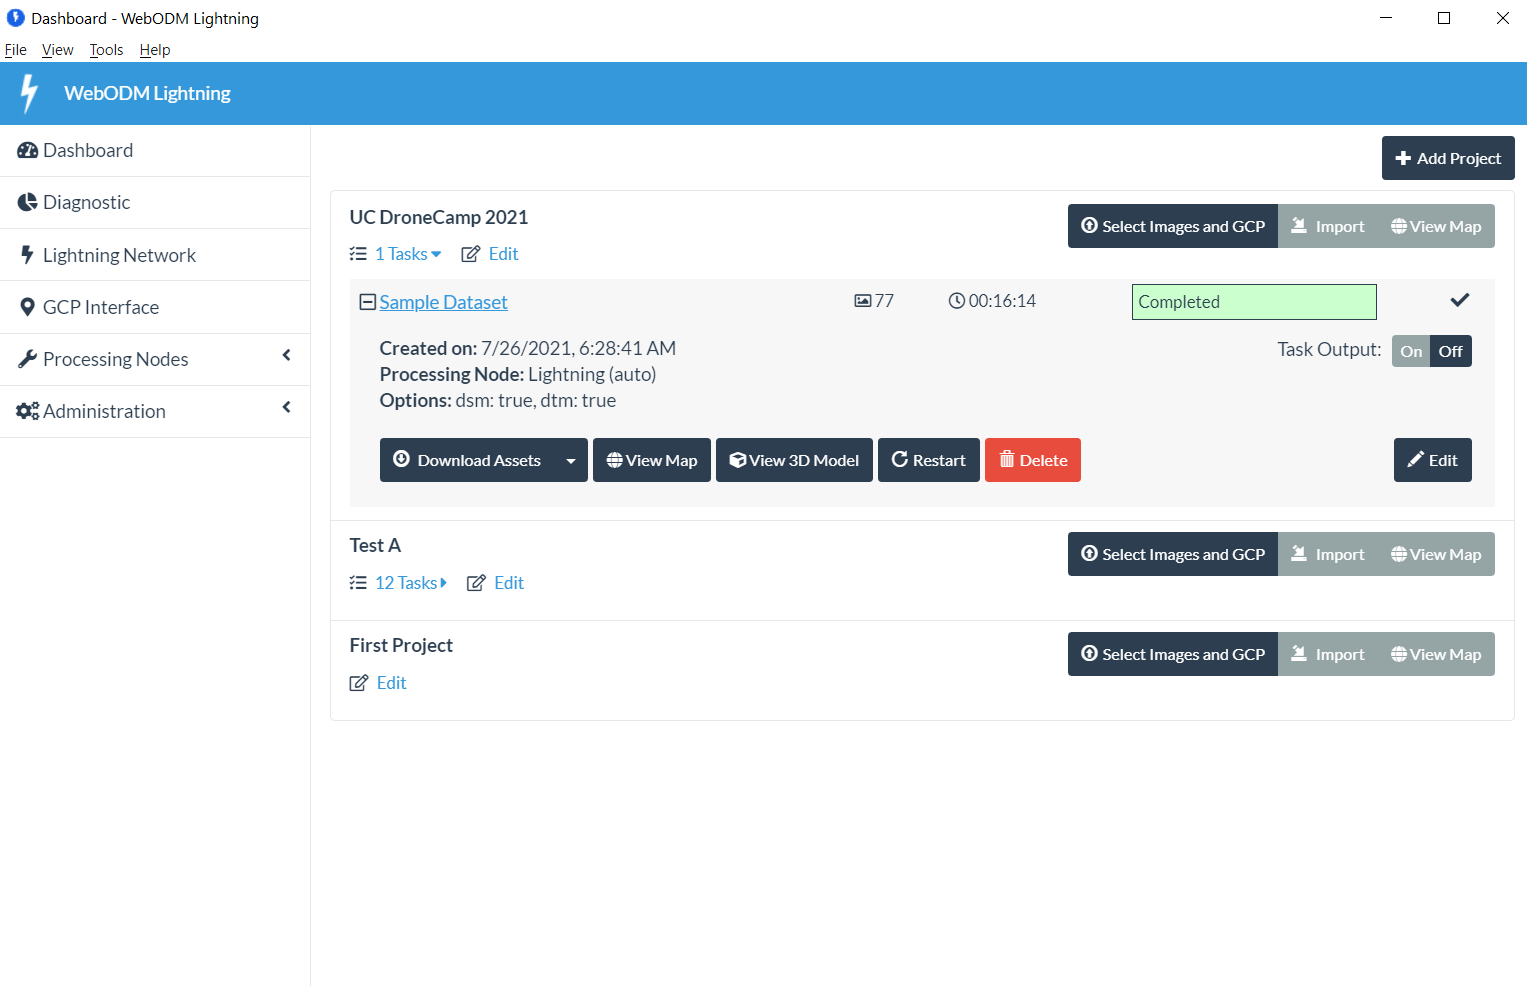 Dashboard - WebODM Lightning
File View Tools Help
WebODM Lightning
Dashboard
Diagnostic
Lightning Network
GCP Interface
Processing Nodes
Administration
Add Project
UC DroneCamp 2021
Select Images and GCP Import View Map
1 Tasks Edit
Sample Dataset 77 00:16:14 Completed
Created on: 7/26/2021, 6:28:41 AM Task Output: On Off
Processing Node: Lightning (auto)
Options: dsm: true, dtm: true
Download Assets View Map View 3D Model Restart Delete Edit
Test A
Select Images and GCP Import View Map
12 Tasks Edit
First Project
Select Images and GCP Import View Map
Edit